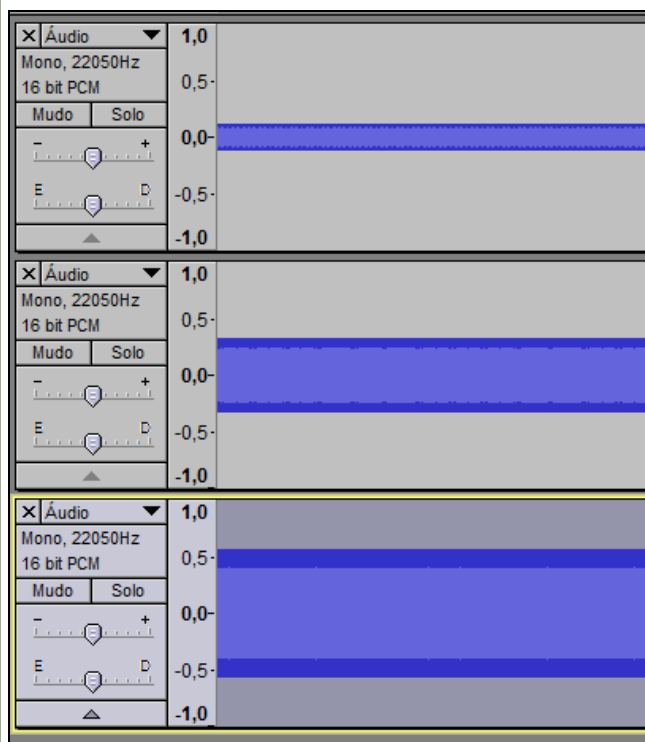 X Áudio 1,0
Mono, 22050Hz
16 bit PCM 0,5-
Mudo Solo
- + 0,0-
E D -0,5-
-1,0
X Áudio 1,0
Mono, 22050Hz
16 bit PCM 0,5-
Mudo Solo
- + 0,0-
E D -0,5-
-1,0
X Áudio 1,0
Mono, 22050Hz
16 bit PCM 0,5-
Mudo Solo
- + 0,0-
E D -0,5-
-1,0